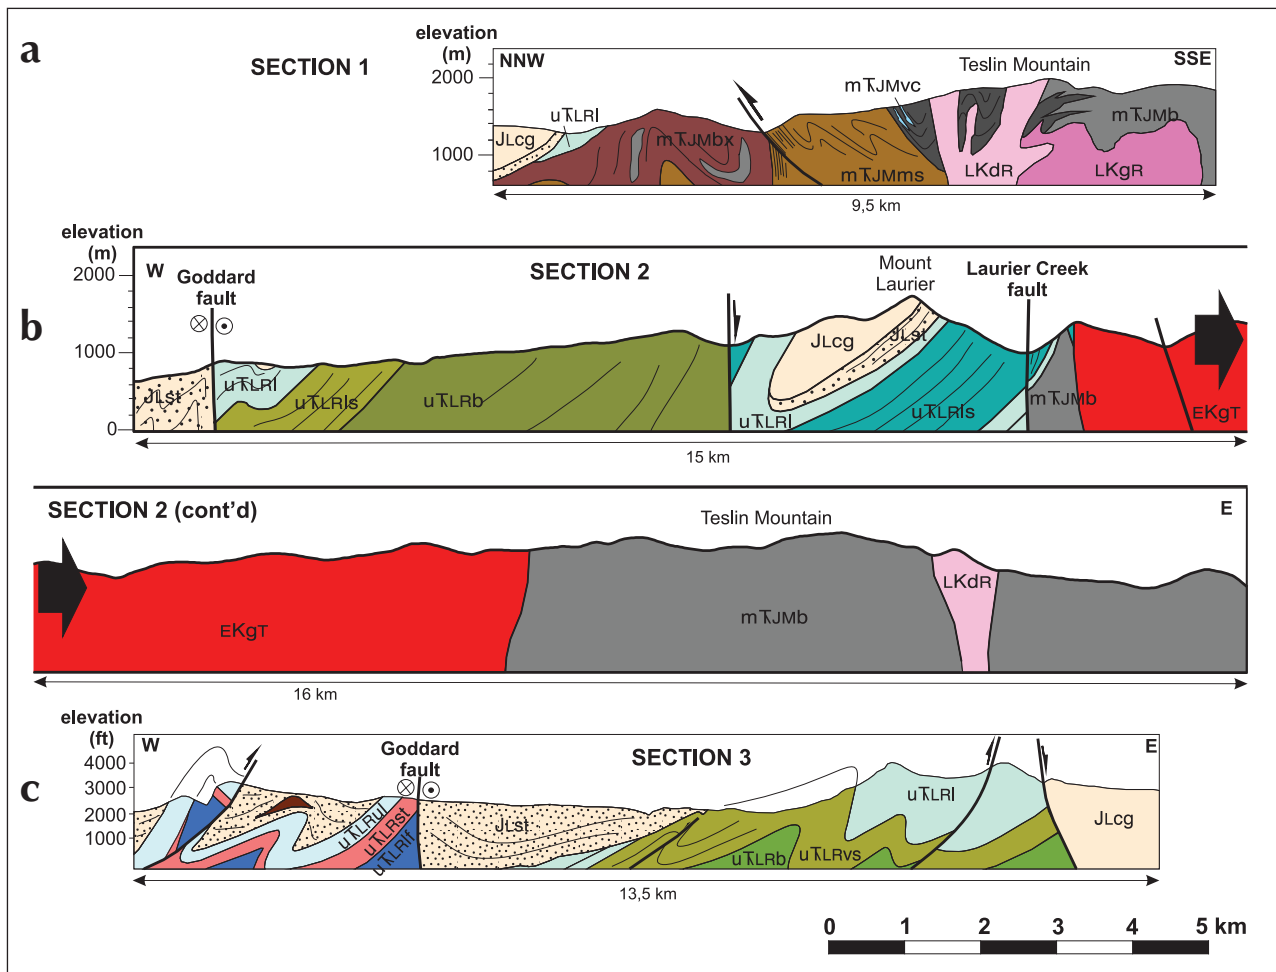 a
SECTION 1
elevation
(m)
2000
1000
NNW
SSE
Teslin Mountain
JLcg
uTLRl
mTJMbx
mTJMvc
mTJMms
LKdR
LKgR
mTJMb
9,5 km
b
elevation
(m)
2000
1000
0
W
SECTION 2
Goddard
fault
Mount
Laurier
Laurier Creek
fault
JLst
uTLRl
uTLRls
uTLRb
uTLRl
JLcg
JLst
uTLRls
mTJMb
EKgT
15 km
SECTION 2 (cont'd)
E
Teslin Mountain
EKgT
mTJMb
LKdR
16 km
c
elevation
(ft)
4000
3000
2000
1000
W
E
SECTION 3
Goddard
fault
uTLRul
uTLRst
uTLRlf
JLst
uTLRb
uTLRvs
uTLRl
JLcg
13,5 km
0 1 2 3 4 5 km